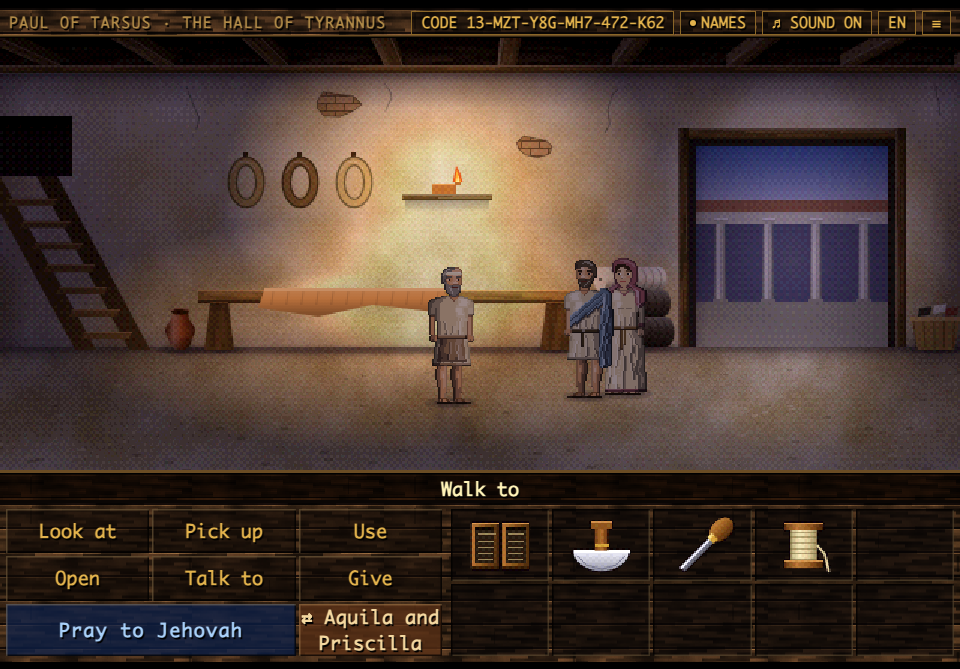 PAUL OF TARSUS · THE HALL OF TYRANNUS
CODE 13-MZT-Y8G-MH7-472-K62
• NAMES
♬ SOUND ON
EN
≡
Walk to
Look at
Pick up
Use
Open
Talk to
Give
Pray to Jehovah
⇄ Aquila and
Priscilla